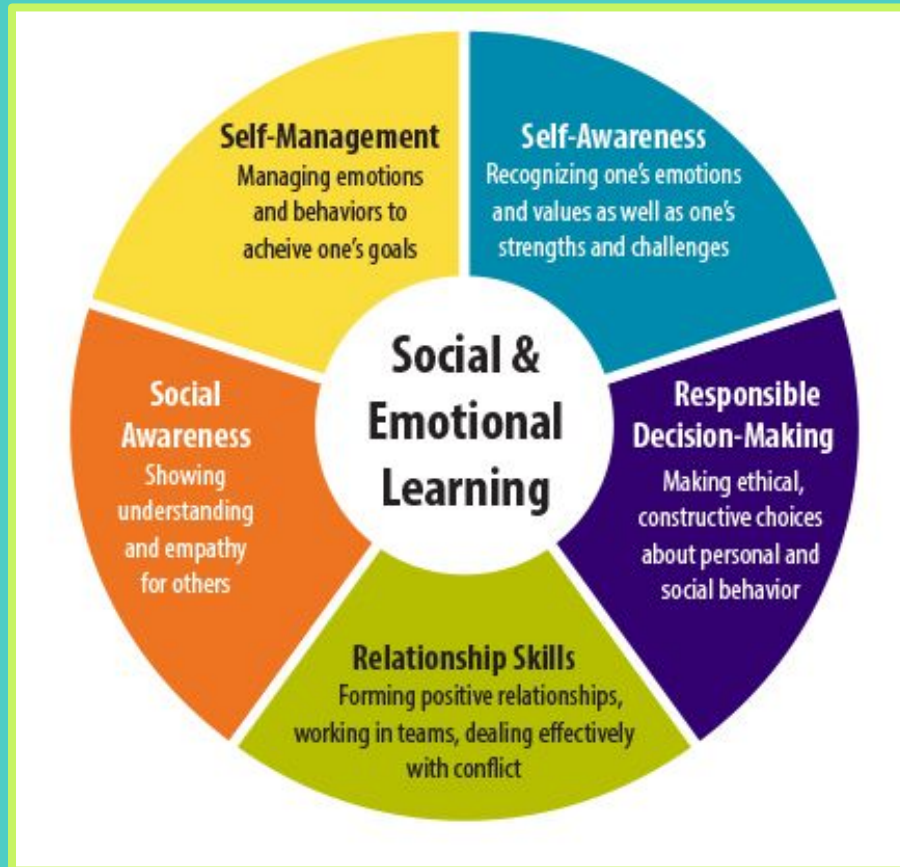 Self-Management
Managing emotions
and behaviors to
acheive one's goals
Self-Awareness
Recognizing one's emotions
and values as well as one's
strengths and challenges
Social &
Emotional
Learning
Social
Awareness
Showing
understanding
and empathy
for others
Responsible
Decision-Making
Making ethical,
constructive choices
about personal and
social behavior
Relationship Skills
Forming positive relationships,
working in teams, dealing effectively
with conflict